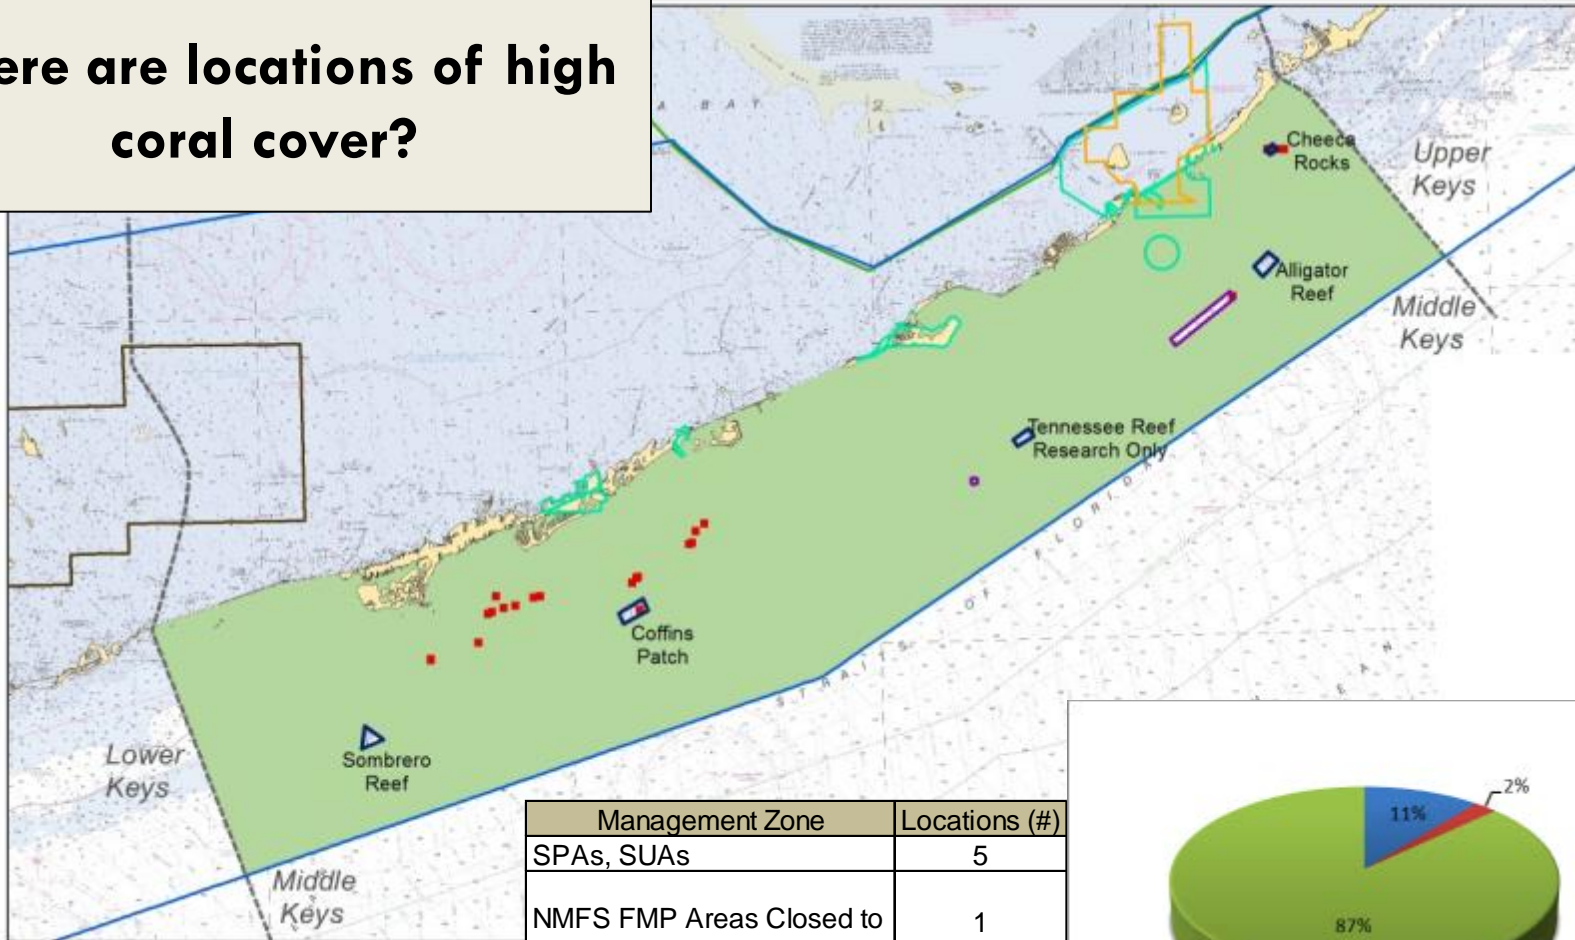 ere are locations of high
coral cover?
A BAY
Cheeca
Rocks
Upper
Keys
Alligator
Reef
Middle
Keys
Tennessee Reef
Research Only
STRAITS OF FLORIDA
Coffins
Patch
Lower
Keys
Sombrero
Reef
Middle
Keys
EAN
Management Zone Locations (#)
SPAs, SUAs 5
NMFS FMP Areas Closed to 1
11%
2%
87%